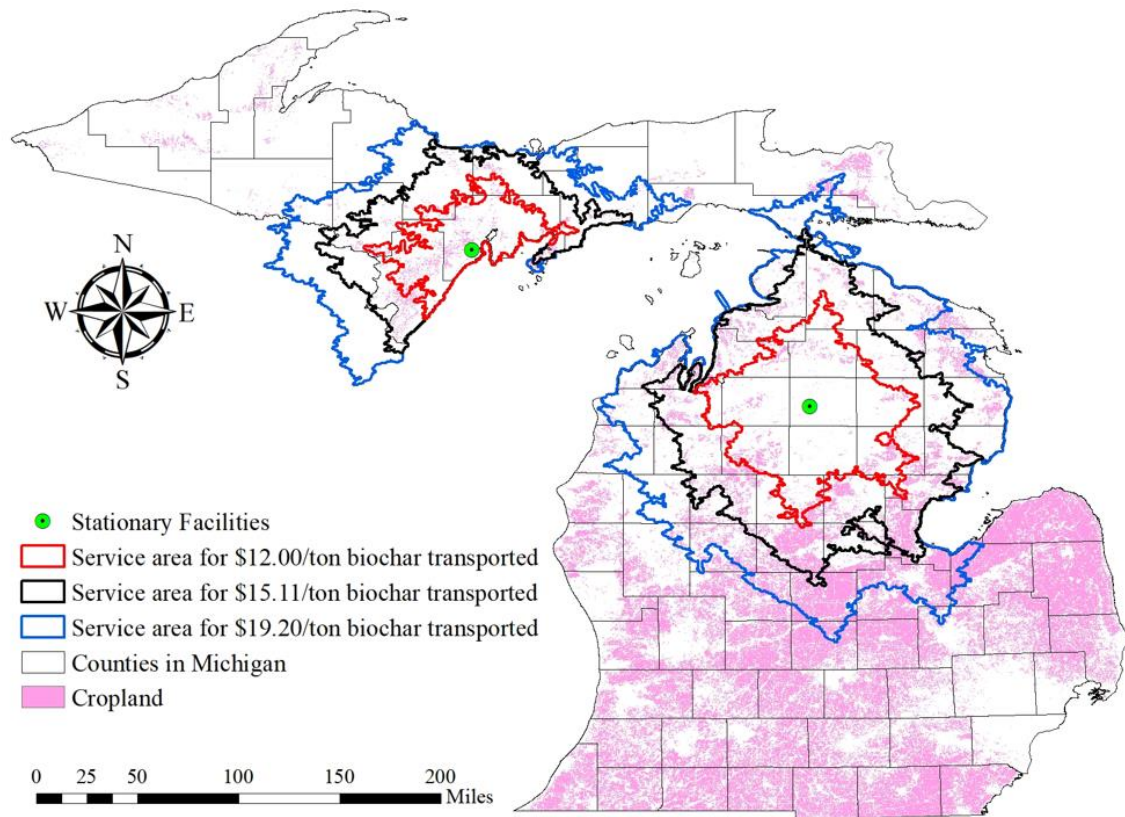 N
W E
S
Stationary Facilities
Service area for $12.00/ton biochar transported
Service area for $15.11/ton biochar transported
Service area for $19.20/ton biochar transported
Counties in Michigan
Cropland
0 25 50 100 150 200
Miles